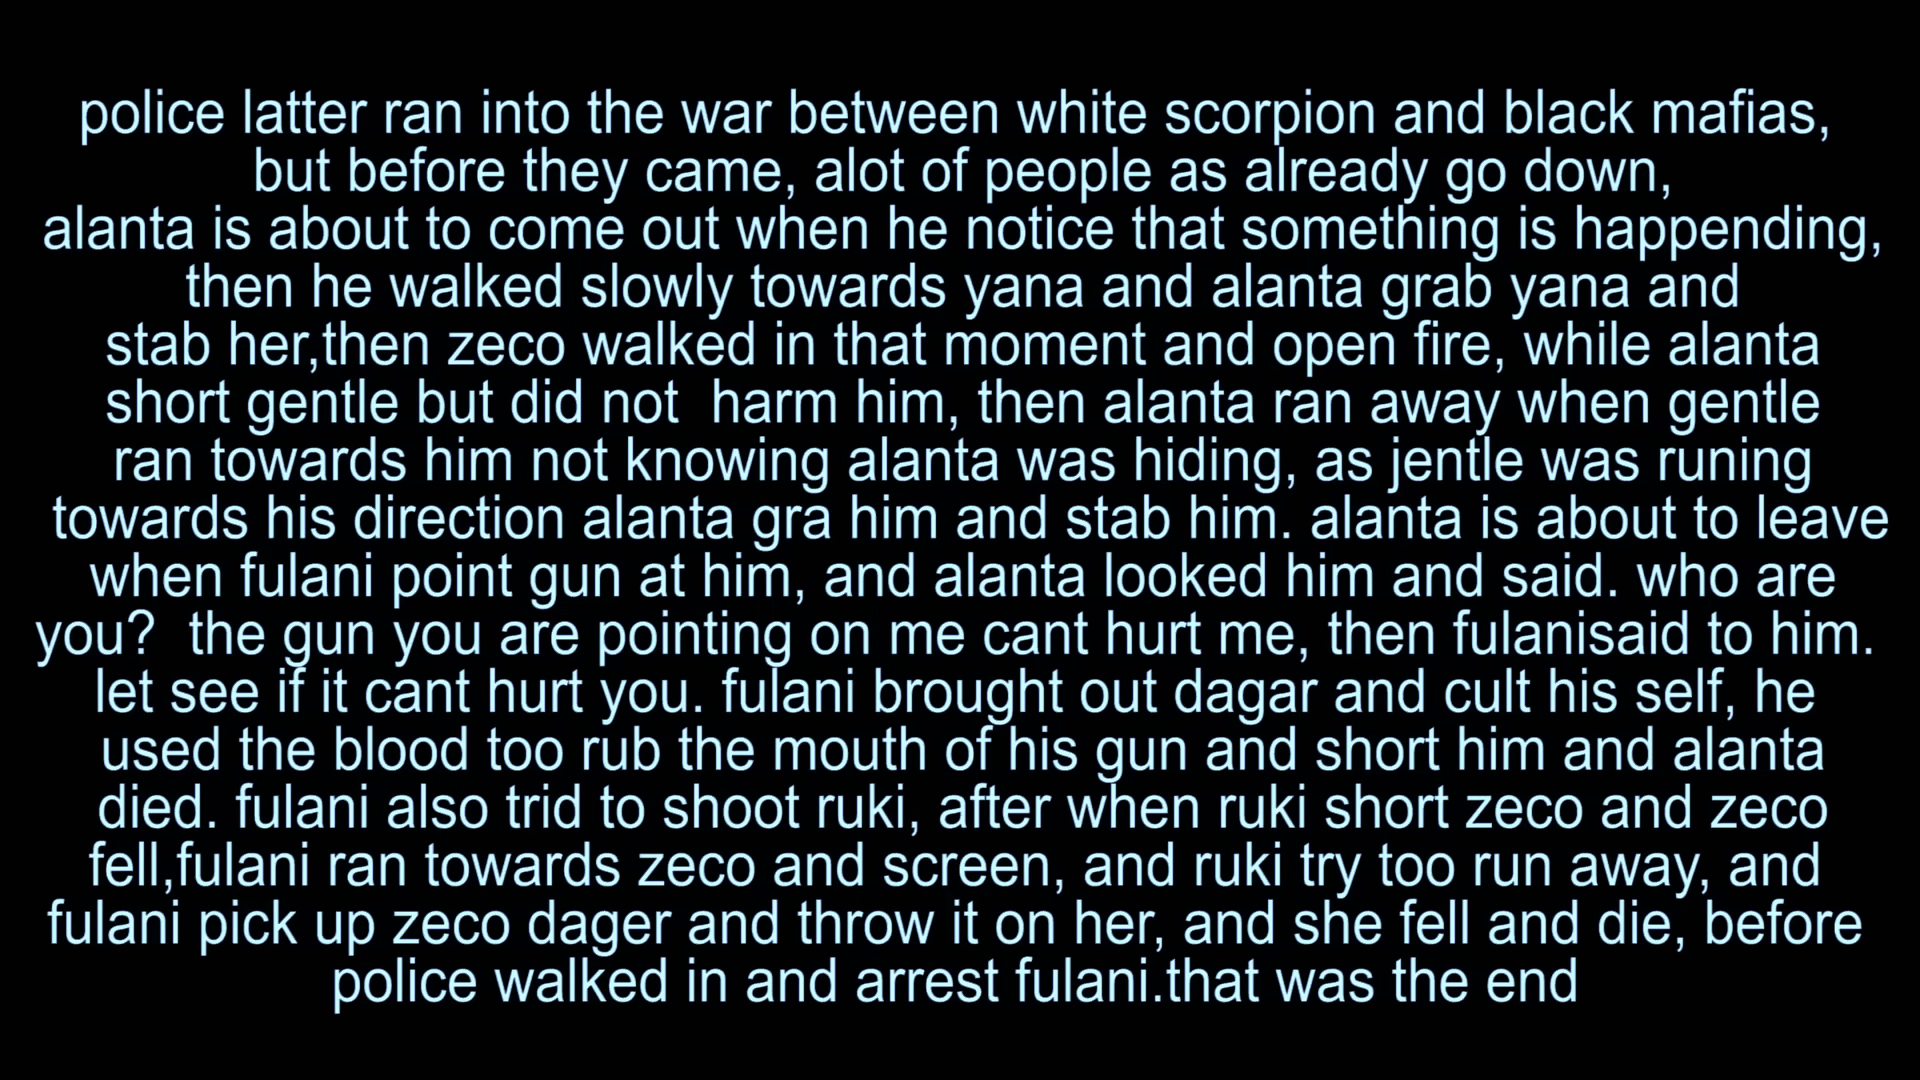 police latter ran into the war between white scorpion and black mafias,
but before they came, alot of people as already go down,
alanta is about to come out when he notice that something is happending,
then he walked slowly towards yana and alanta grab yana and
stab her,then zeco walked in that moment and open fire, while alanta
short gentle but did not  harm him, then alanta ran away when gentle
ran towards him not knowing alanta was hiding, as jentle was runing
towards his direction alanta gra him and stab him. alanta is about to leave
when fulani point gun at him, and alanta looked him and said. who are
you?  the gun you are pointing on me cant hurt me, then fulanisaid to him.
let see if it cant hurt you. fulani brought out dagar and cult his self, he
used the blood too rub the mouth of his gun and short him and alanta
died. fulani also trid to shoot ruki, after when ruki short zeco and zeco
fell,fulani ran towards zeco and screen, and ruki try too run away, and
fulani pick up zeco dager and throw it on her, and she fell and die, before
police walked in and arrest fulani.that was the end